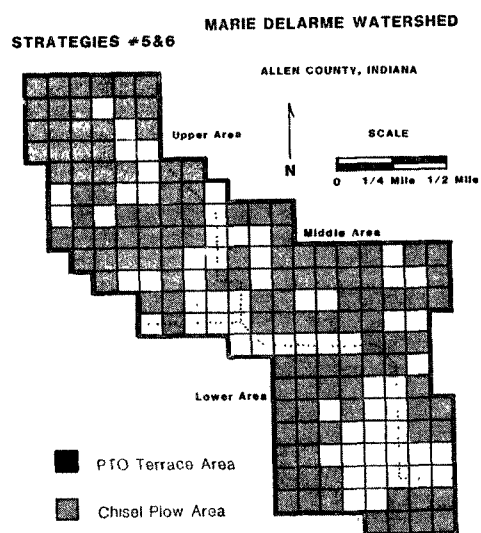 MARIE DELARME WATERSHED
STRATEGIES #5&6
ALLEN COUNTY, INDIANA
Upper Area
SCALE
N
0 1/4 Mile 1/2 Mile
Middle Area
Lower Area
PTO Terrace Area
Chisel Plow Area